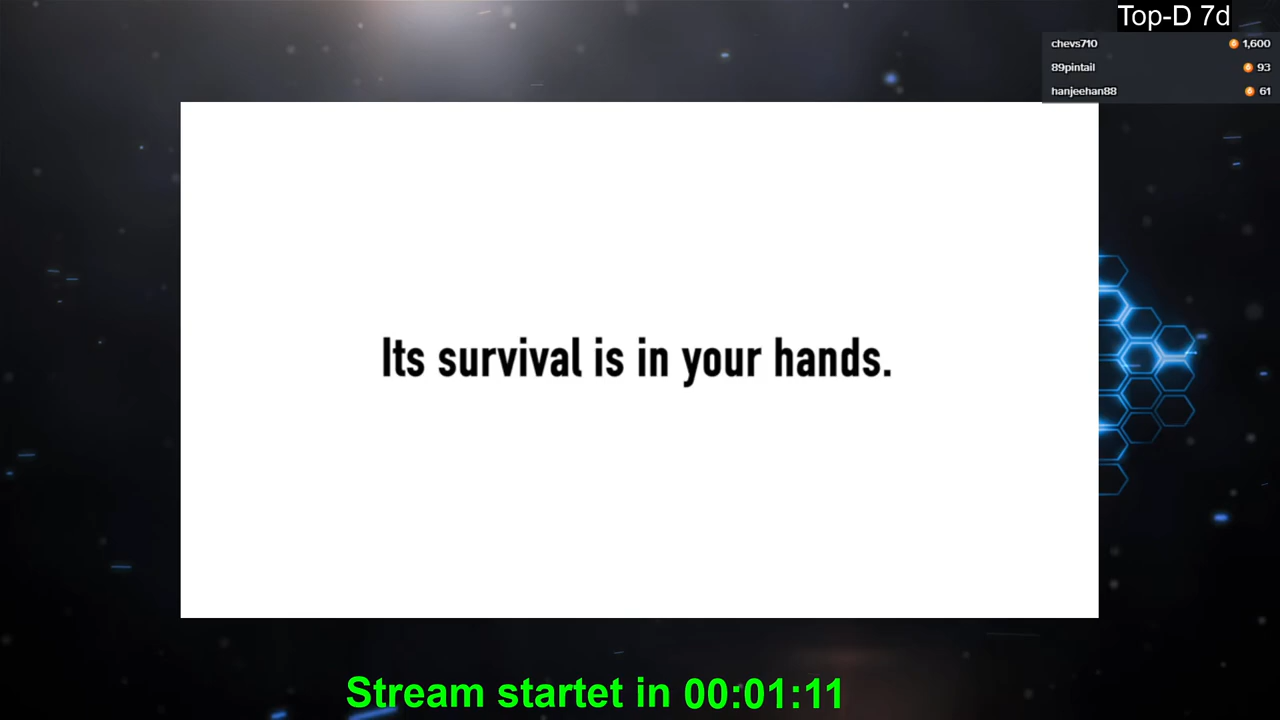 Top-D 7d
chevs710 1,600
89pintail 93
hanjeehan88 61
Its survival is in your hands.
Stream startet in 00:01:11